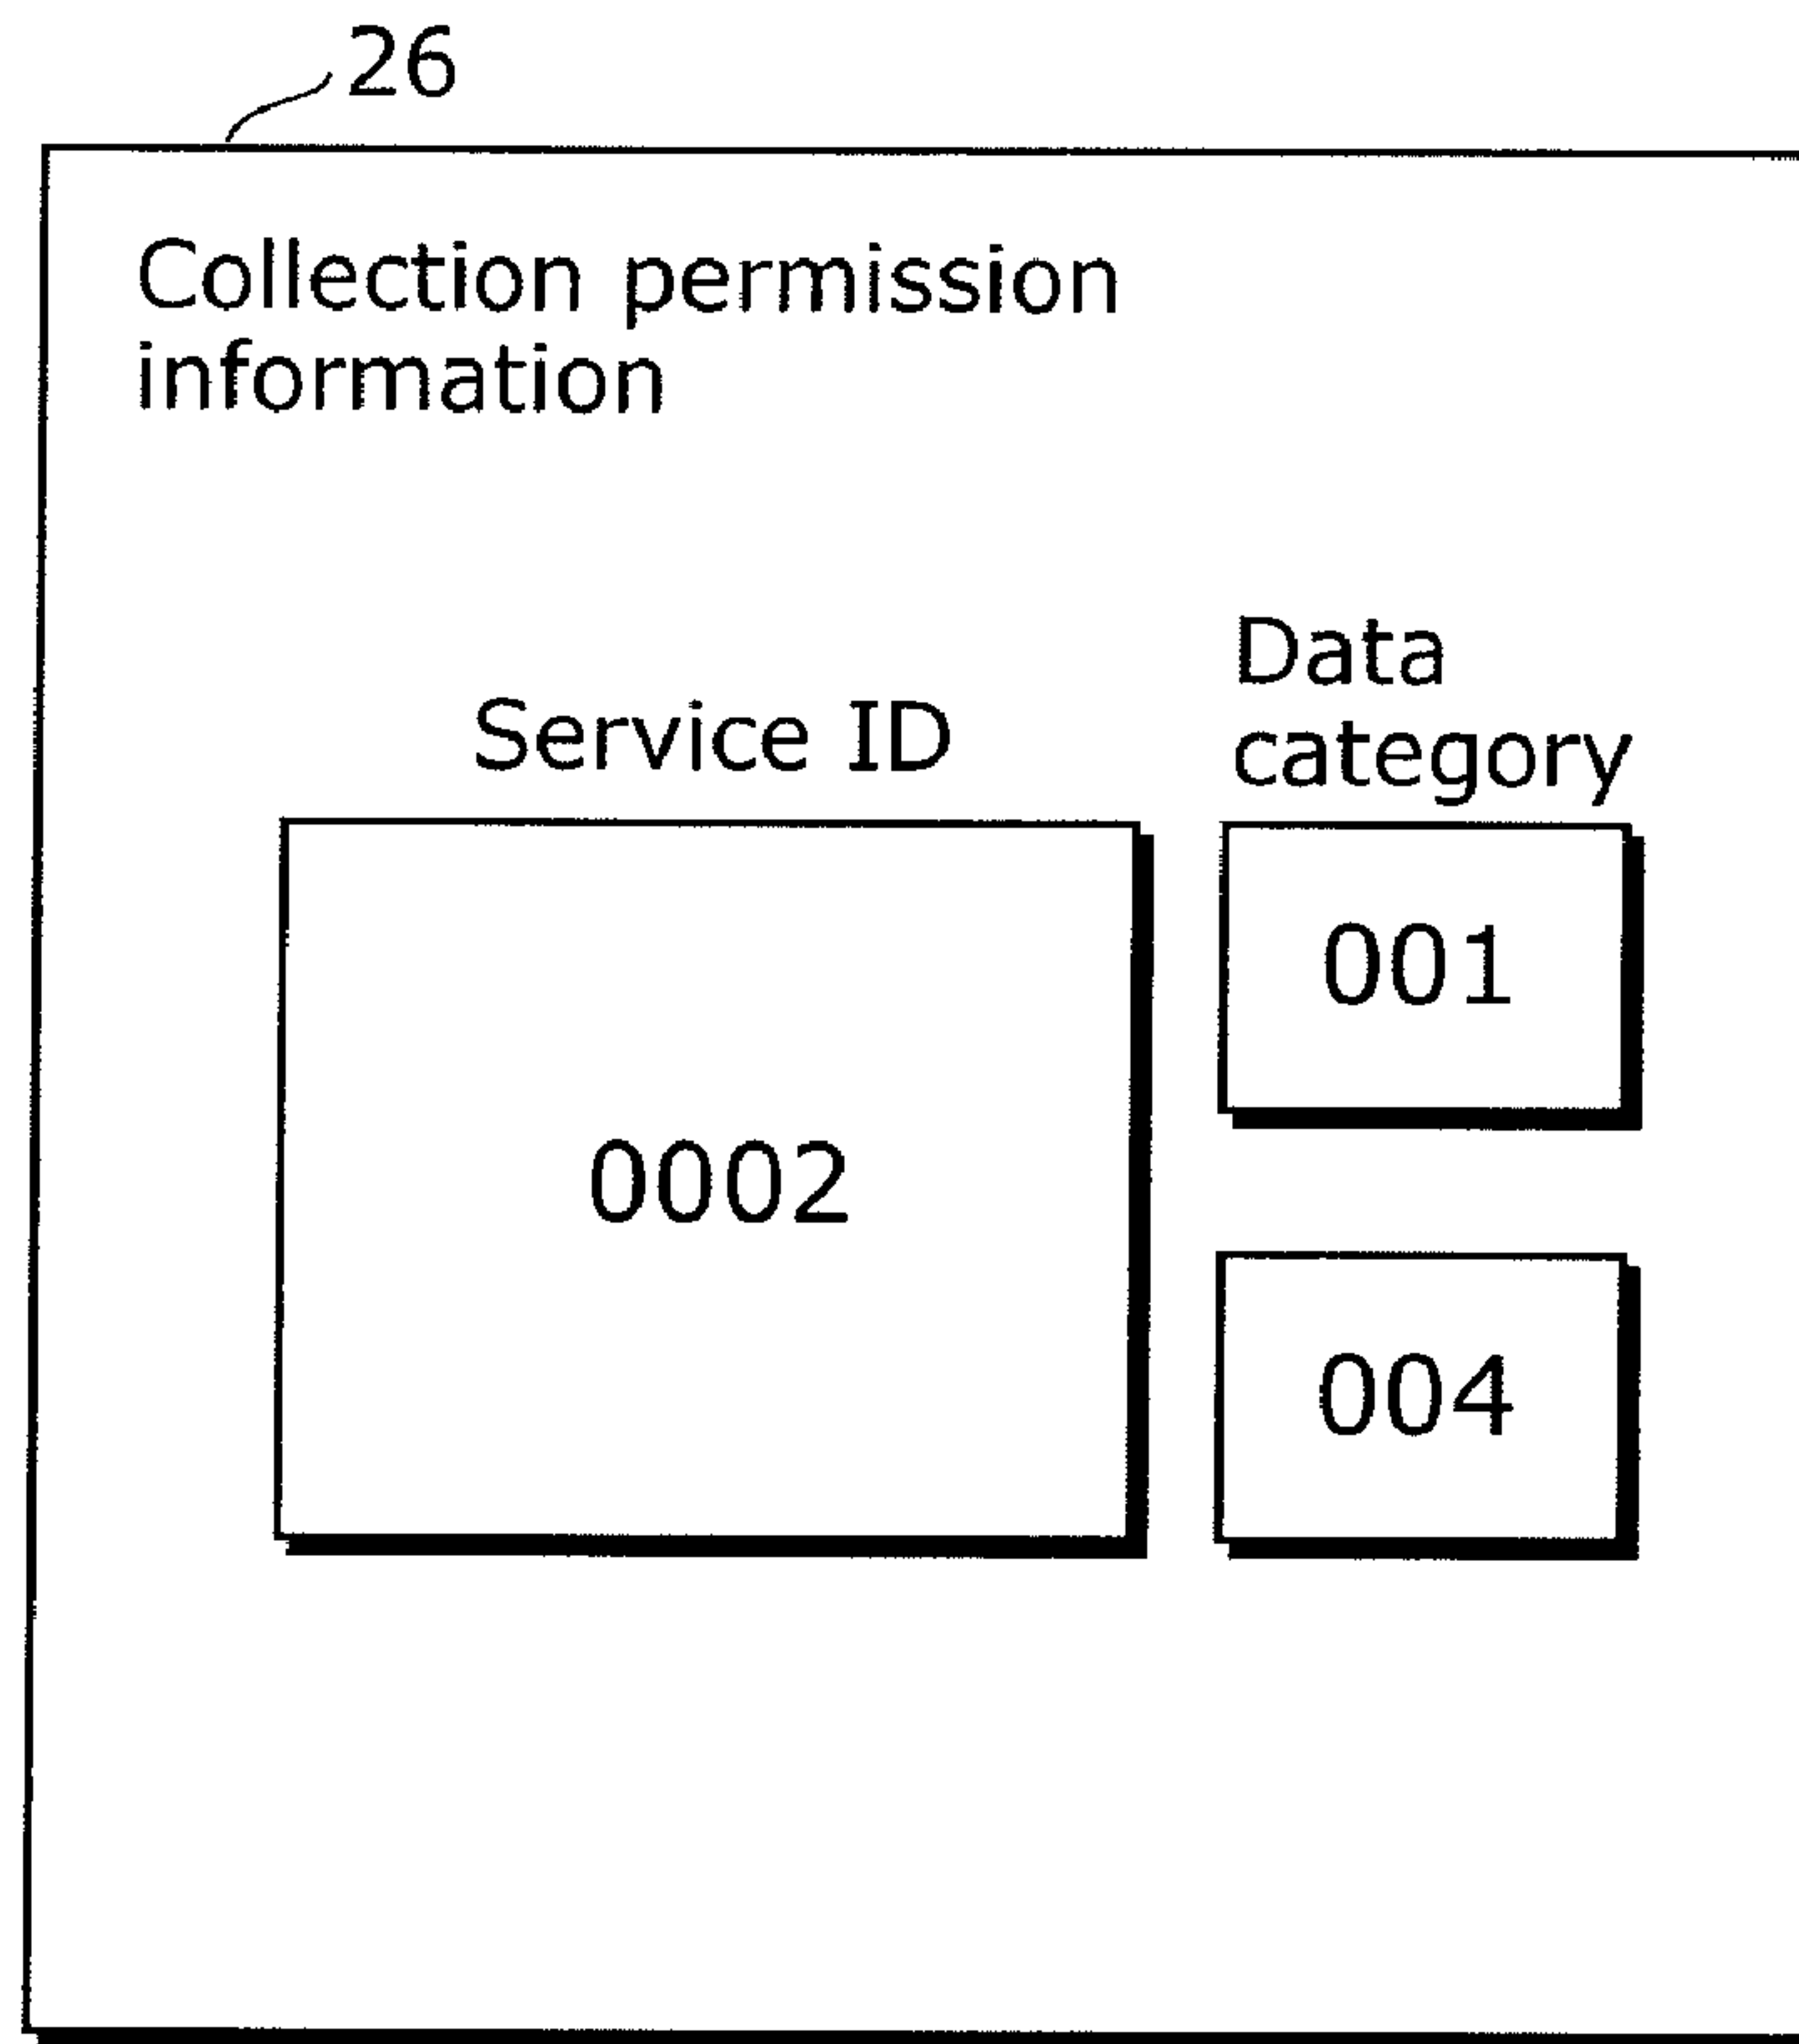 26
Collection permission
information
Service ID
Data
category
0002
001
004